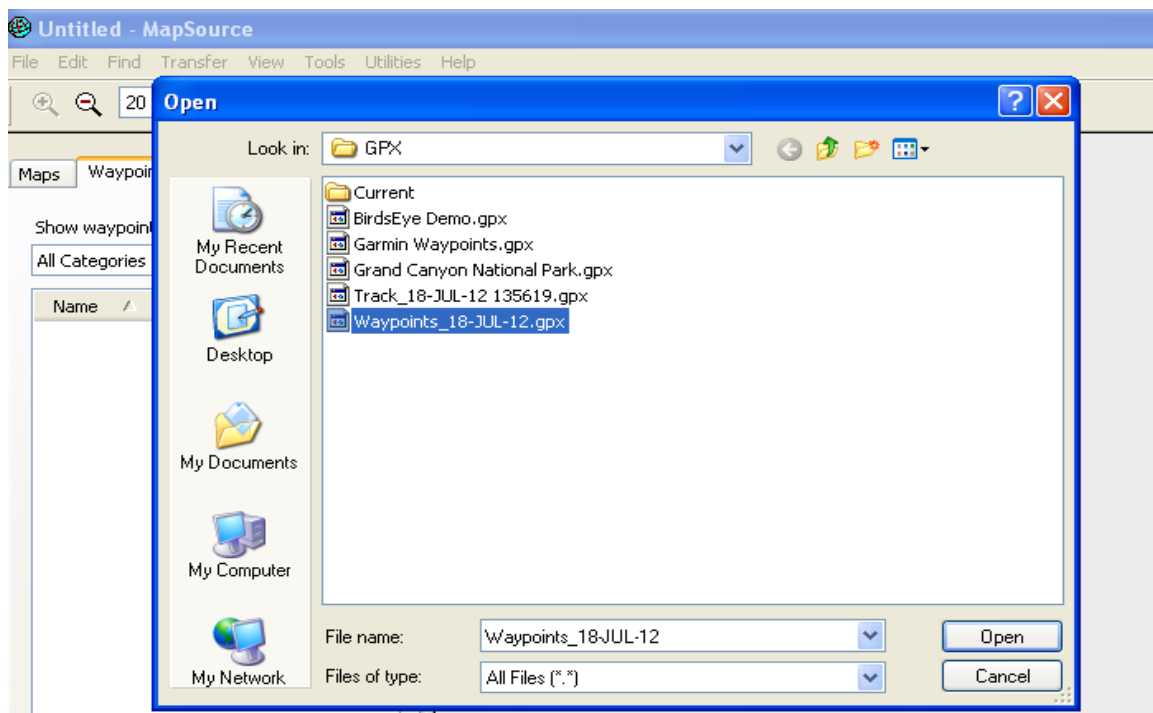 Untitled - MapSource
File Edit Find Transfer View Tools Utilities Help
20
Open
Look in: GPX
Maps
Show
All Categories
Name
My Recent Documents
Desktop
My Documents
My Computer
My Network
Current
BirdsEye Demo.gpx
Garmin Waypoints.gpx
Grand Canyon National Park.gpx
Track_18-JUL-12 135619.gpx
Waypoints_18-JUL-12.gpx
File name: Waypoints_18-JUL-12 Open
Files of type: All Files (*.*) Cancel